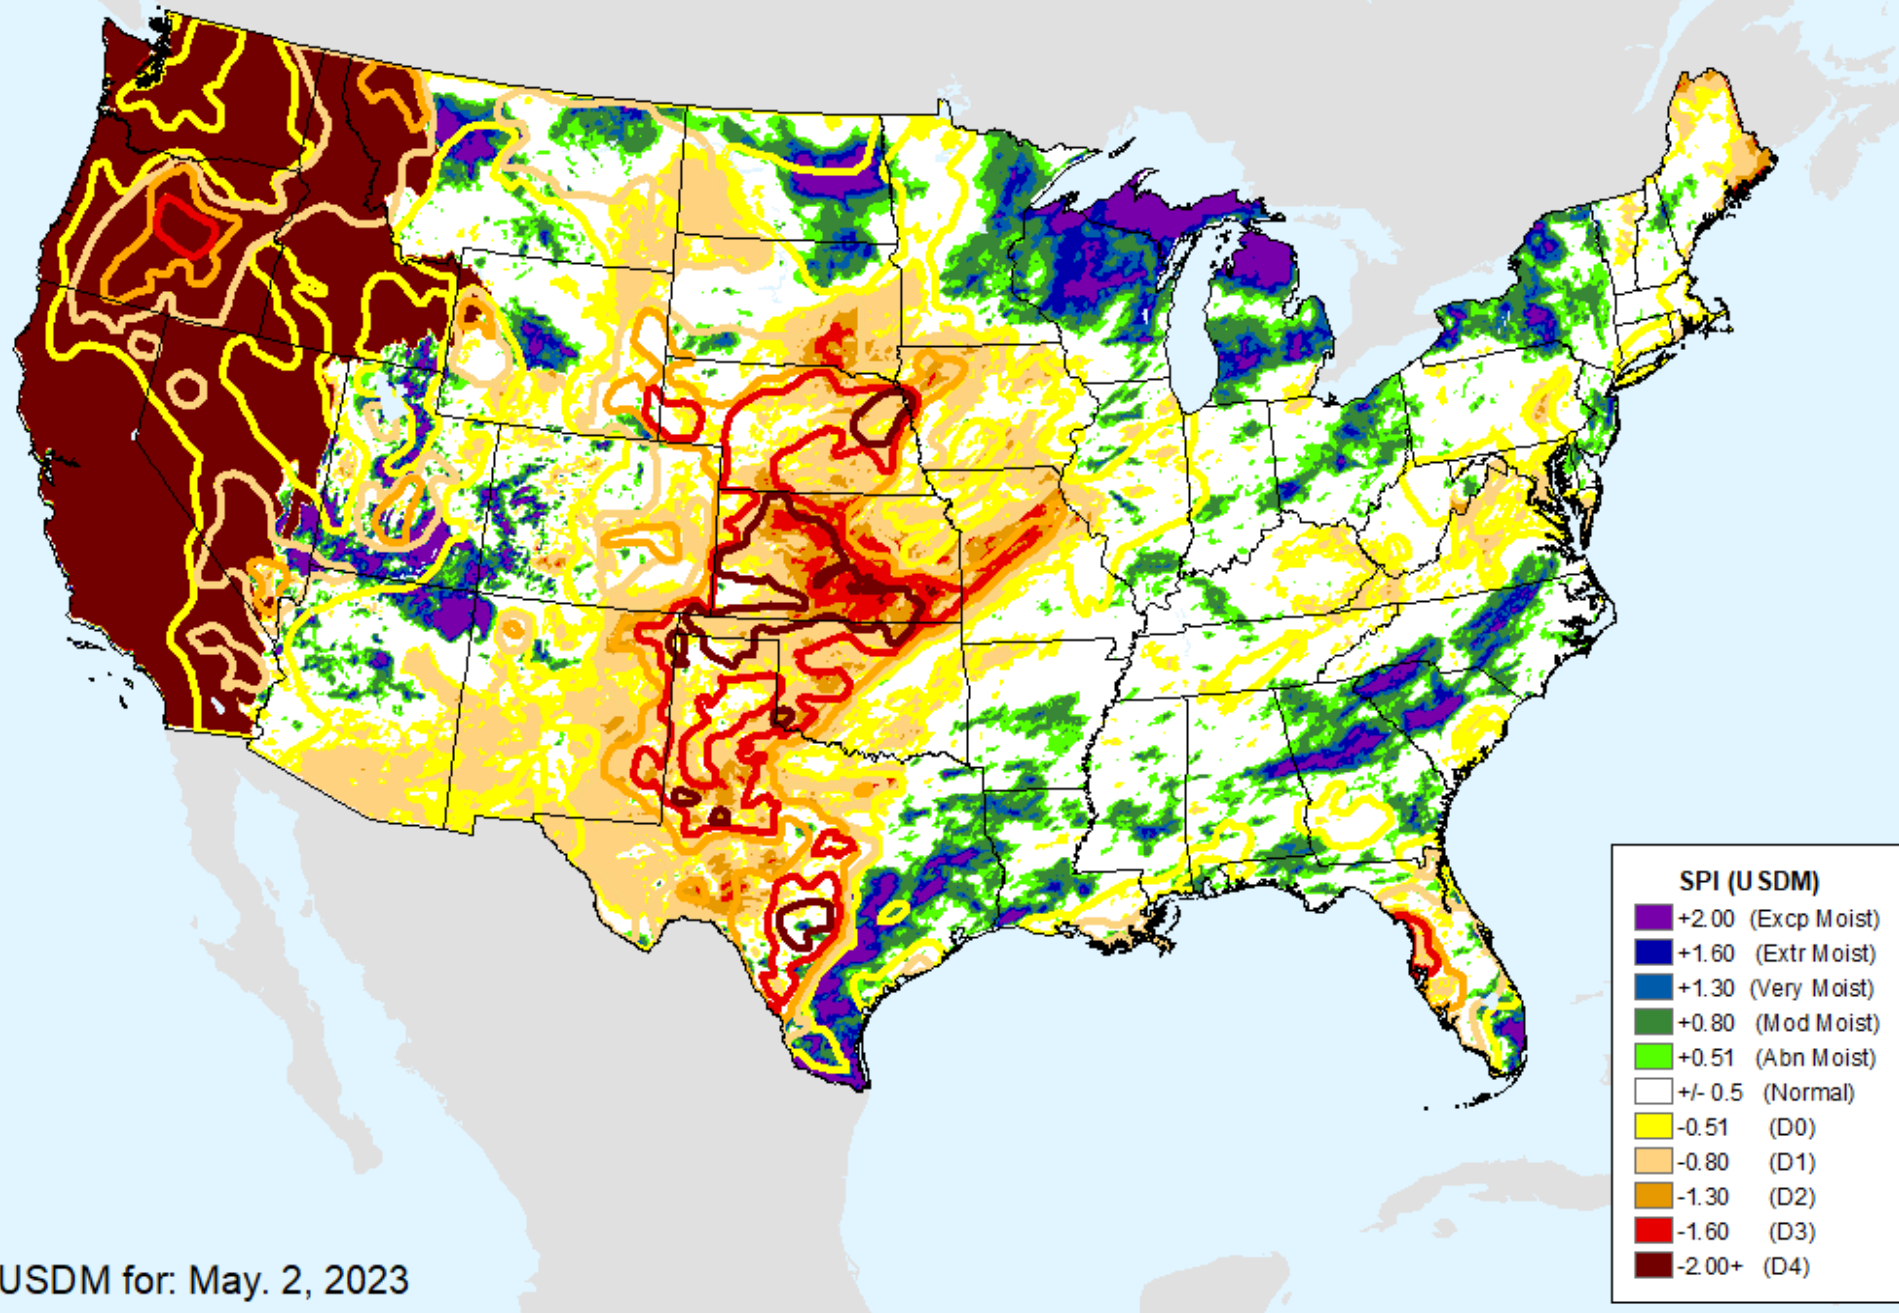 SPI (USDM)
+2.00 (Excp Moist)
+1.60 (Extr Moist)
+1.30 (Very Moist)
+0.80 (Mod Moist)
+0.51 (Abn Moist)
+/- 0.5 (Normal)
-0.51 (D0)
-0.80 (D1)
-1.30 (D2)
-1.60 (D3)
-2.00+ (D4)
USDM for: May. 2, 2023